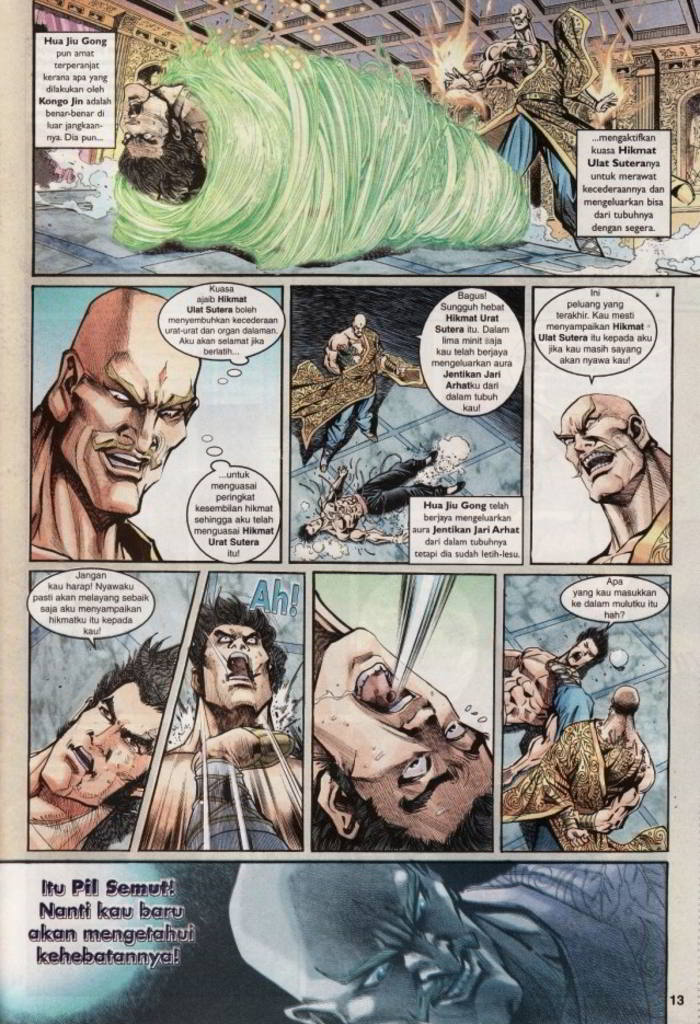 Hua Jiu Gong
pun amat
terperanjat
kerana apa yang
dilakukan oleh
Kongo Jin adalah
benar-benar di
luar jangkaan-
nya. Dia pun...
...mengaktifkan
kuasa Hikmat
Ulat Suteranya
untuk merawat
kecederaannya dan
mengeluarkan bisa
dari tubuhnya
dengan segera.
Kuasa
ajaib Hikmat
Ulat Sutera boleh
menyembuhkan kecederaan
urat-urat dan organ dalaman.
Aku akan selamat jika
berlatih...
...untuk
menguasai
peringkat
kesembilan hikmat
sehingga aku telah
menguasai Hikmat
Urat Sutera
itu!
Bagus!
Sungguh hebat
Hikmat Urat
Sutera itu. Dalam
lima minit saja
kau telah berjaya
mengeluarkan aura
Jentikan Jari
Arhatku dari
dalam tubuh
kau!
Hua Jiu Gong telah
berjaya mengeluarkan
aura Jentikan Jari Arhat
dari dalam tubuhnya
tetapi dia sudah letih-lesu.
Ini
peluang yang
terakhir. Kau mesti
menyampaikan Hikmat
Ulat Sutera itu kepada aku
jika kau masih sayang
akan nyawa kau!
Jangan
kau harap! Nyawaku
pasti akan melayang sebaik
saja aku menyampaikan
hikmatku itu kepada
kau!
Ah!
Apa
yang kau masukkan
ke dalam mulutku itu
hah?
Itu Pil Semut!
Nanti kau baru
akan mengetahui
kehebatannya!
13